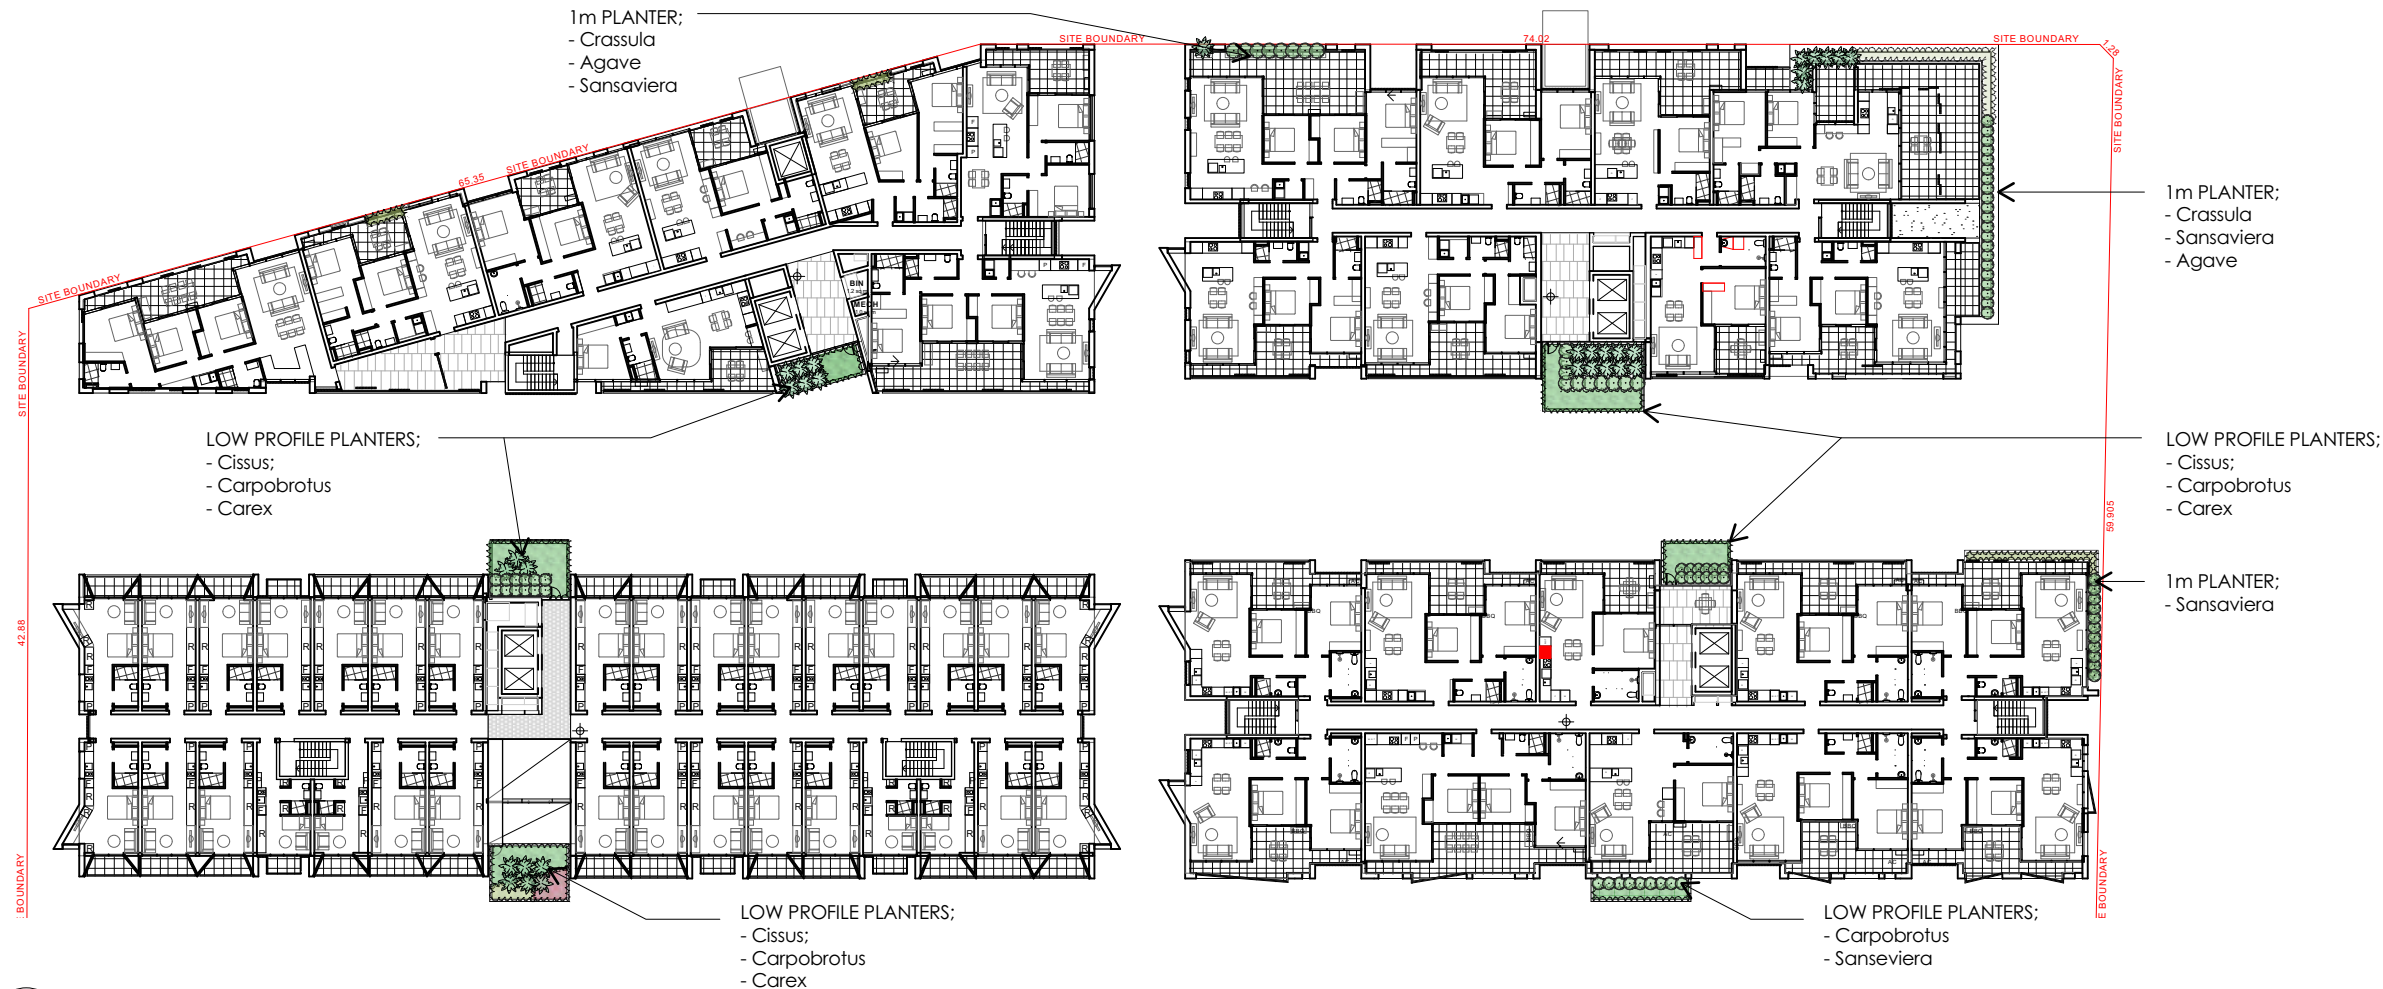 1m PLANTER;
- Crassula
- Agave
- Sansaviera
SITE BOUNDARY
74.02
SITE BOUNDARY
1.28
SITE BOUNDARY
65.35
SITE BOUNDARY
SITE BOUNDARY
SITE BOUNDARY
1m PLANTER;
- Crassula
- Sansaviera
- Agave
BIN
MECH
LOW PROFILE PLANTERS;
- Cissus;
- Carpobrotus
- Carex
LOW PROFILE PLANTERS;
- Cissus;
- Carpobrotus
- Carex
59.905
1m PLANTER;
- Sansaviera
42.88
E BOUNDARY
E BOUNDARY
LOW PROFILE PLANTERS;
- Cissus;
- Carpobrotus
- Carex
LOW PROFILE PLANTERS;
- Carpobrotus
- Sanseviera